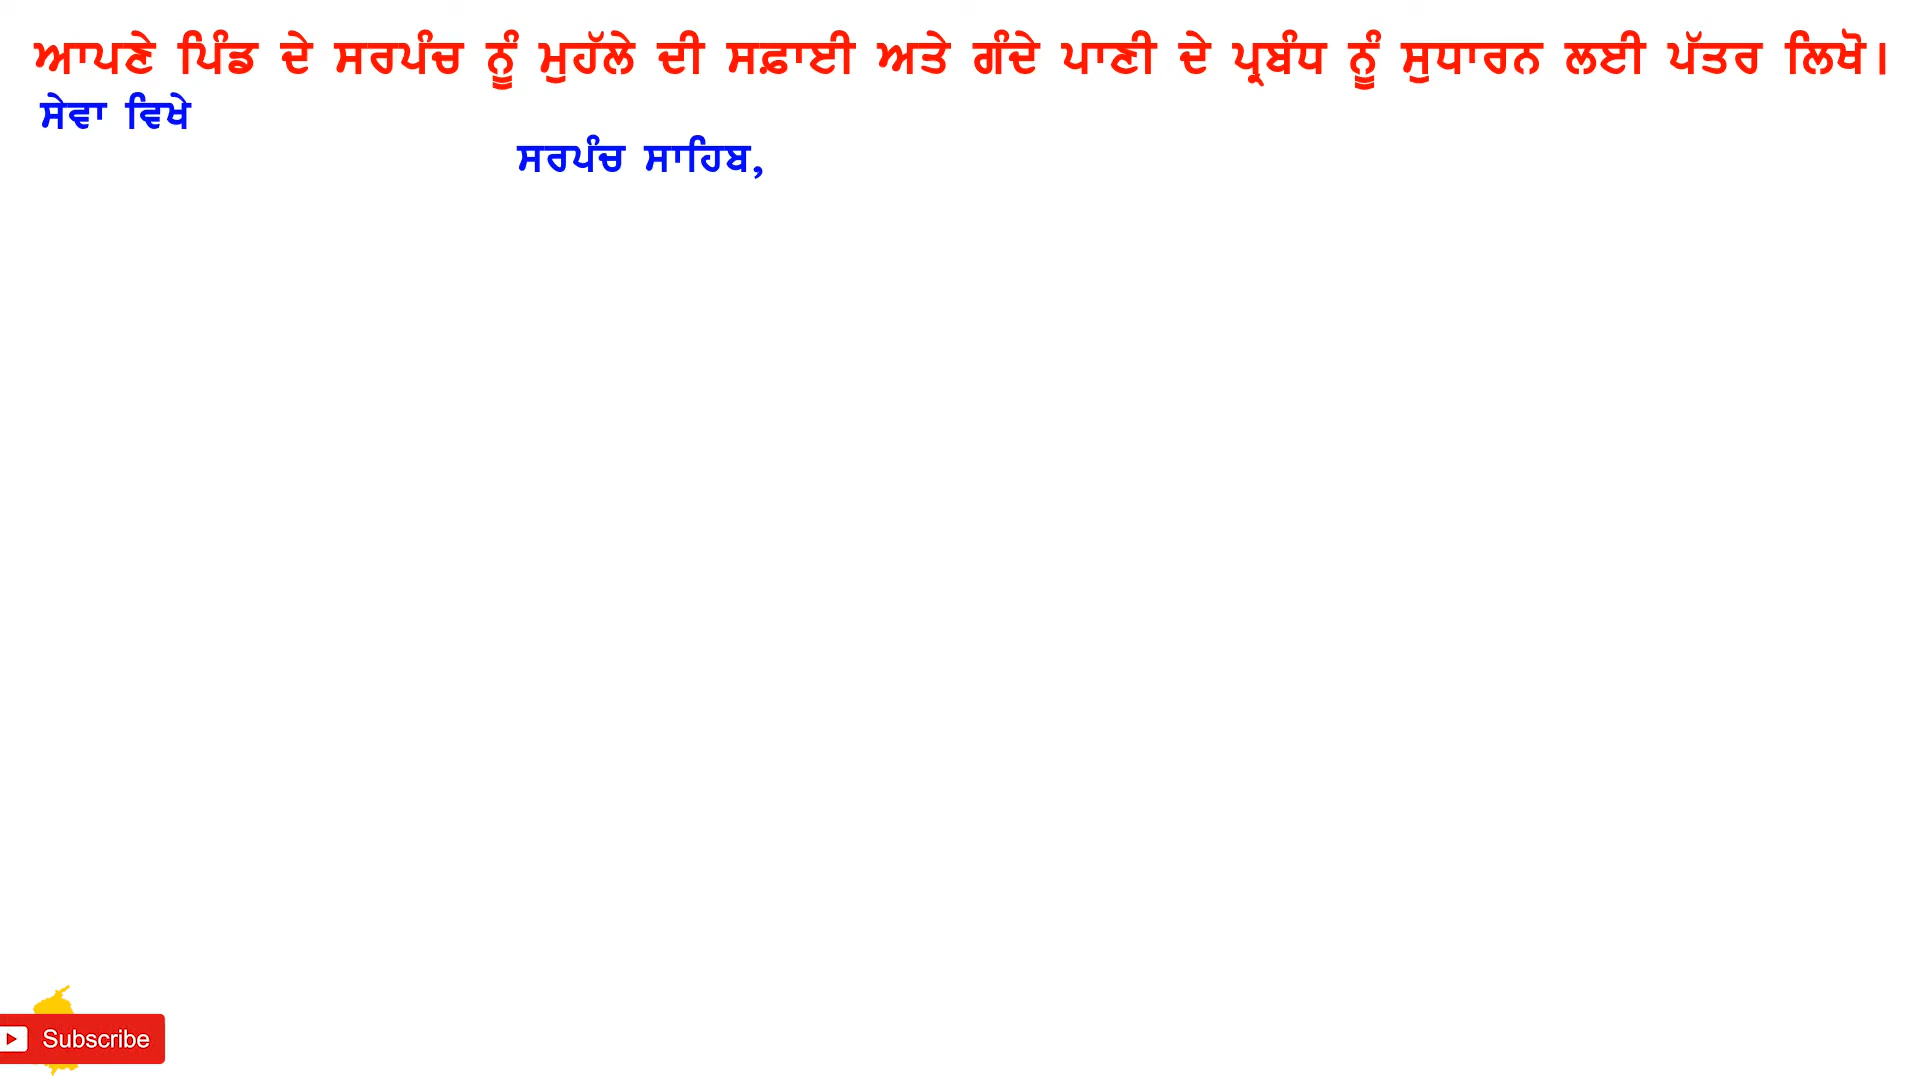 ਆਪਣੇ ਪਿੰਡ ਦੇ ਸਰਪੰਚ ਨੂੰ ਮੁਹੱਲੇ ਦੀ ਸਫ਼ਾਈ ਅਤੇ ਗੰਦੇ ਪਾਣੀ ਦੇ ਪ੍ਰਬੰਧ ਨੂੰ ਸੁਧਾਰਨ ਲਈ ਪੱਤਰ ਲਿਖੋ।
ਸੇਵਾ ਵਿਖੇ
ਸਰਪੰਚ ਸਾਹਿਬ,
Subscribe